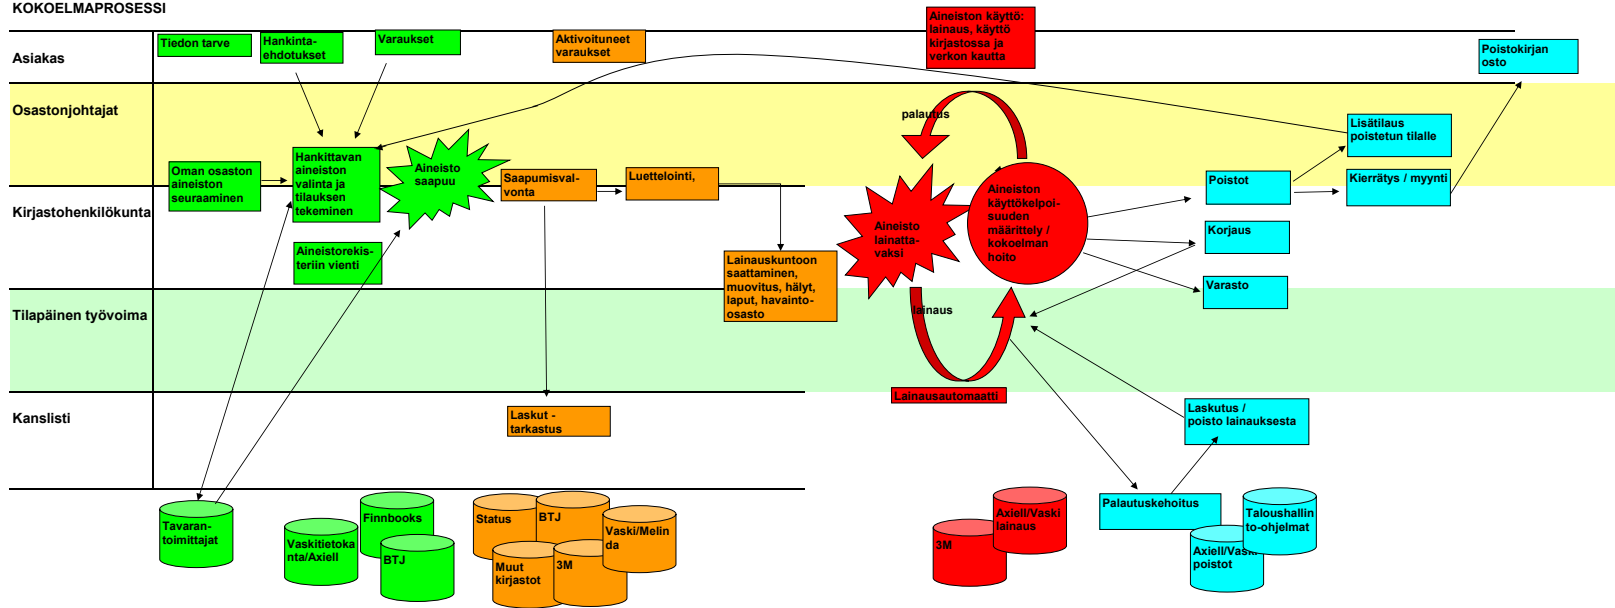 KOKOELMAPROSESSI
Asiakas
Tiedon tarve
Hankinta-
ehdotukset
Varaukset
Aktivoituneet
varaukset
Aineiston käyttö:
lainaus, käyttö
kirjastossa ja
verkon kautta
Poistokirjan
osto
Osastonjohtajat
palautus
Lisätilaus
poistetun tilalle
Oman osaston
aineiston
seuraaminen
Hankittavan
aineiston
valinta ja
tilauksen
tekeminen
Aineisto
saapuu
Saapumisval-
vonta
Luettelointi,
Poistot
Kierrätys / myynti
Kirjastohenkilökunta
Aineistorekis-
teriin vienti
Lainauskuntoon
saattaminen,
muovitus, hälyt,
laput, havainto-
osasto
Aineisto
lainatta-
vaksi
Aineiston
käyttökelpoi-
suuden
määrittely /
kokoelman
hoito
Korjaus
Varasto
Tilapäinen työvoima
lainaus
Lainausautomaatti
Kanslisti
Laskut -
tarkastus
Laskutus /
poisto lainauksesta
Palautuskehoitus
Tavaran-
toimittajat
Vaskitietoka
nta/Axiell
Finnbooks
BTJ
Status
BTJ
Vaski/Melin
da
Muut
kirjastot
3M
3M
Axiell/Vaski
lainaus
Axiell/Vaski
poistot
Taloushallin
to-ohjelmat